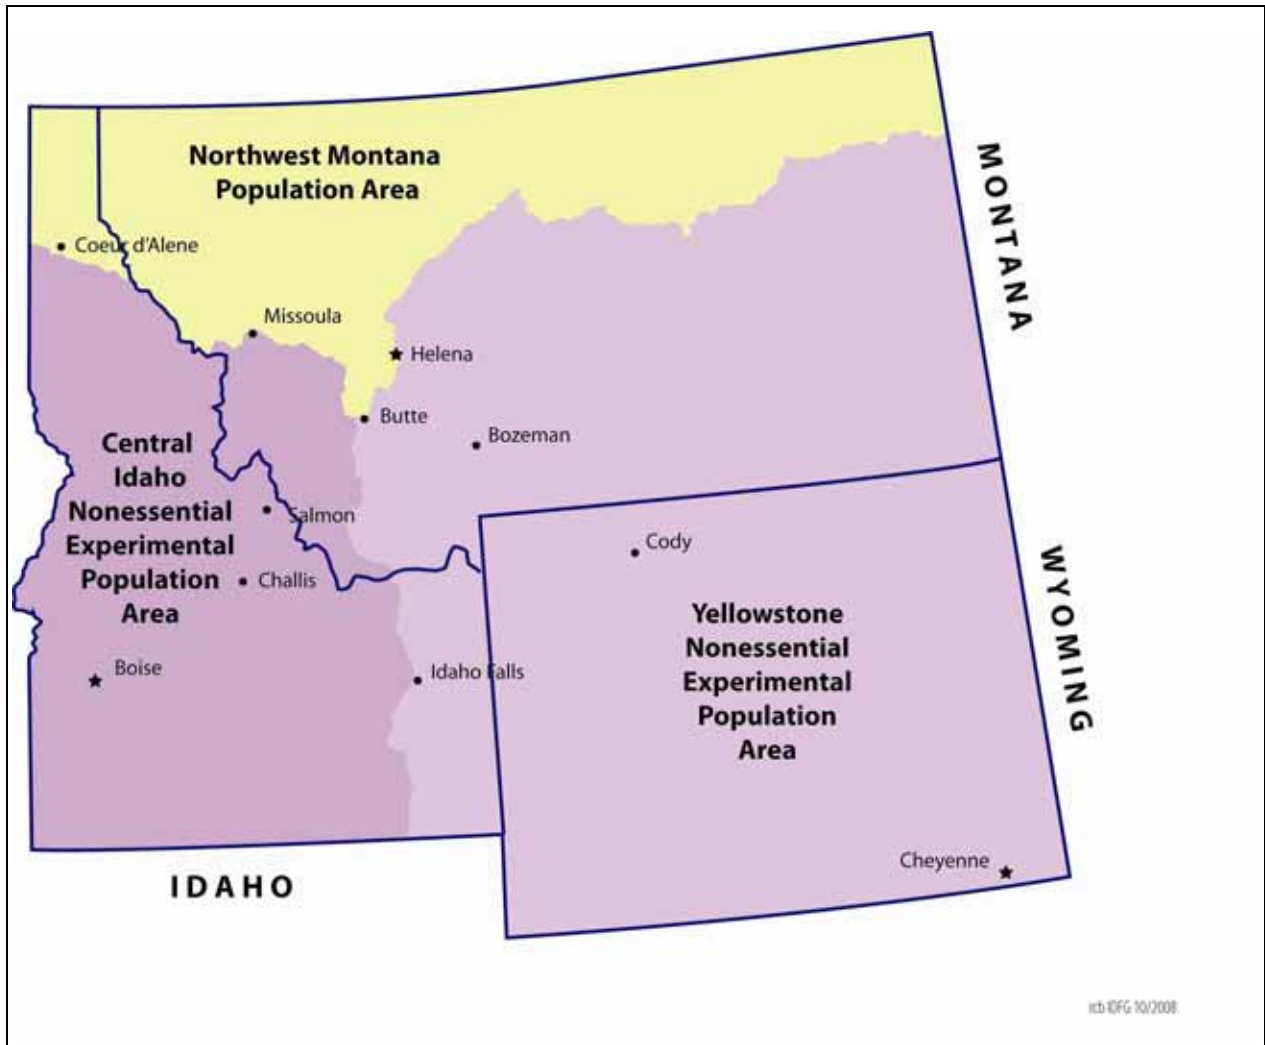 Northwest Montana
Population Area
MONTANA
Coeur d'Alene
Missoula
Helena
Butte
Bozeman
Central
Idaho
Nonessential
Experimental
Population
Area
Salmon
Challis
Boise
Idaho Falls
Cody
Yellowstone
Nonessential
Experimental
Population
Area
WYOMING
Cheyenne
IDAHO
rcb IDFG 10/2008